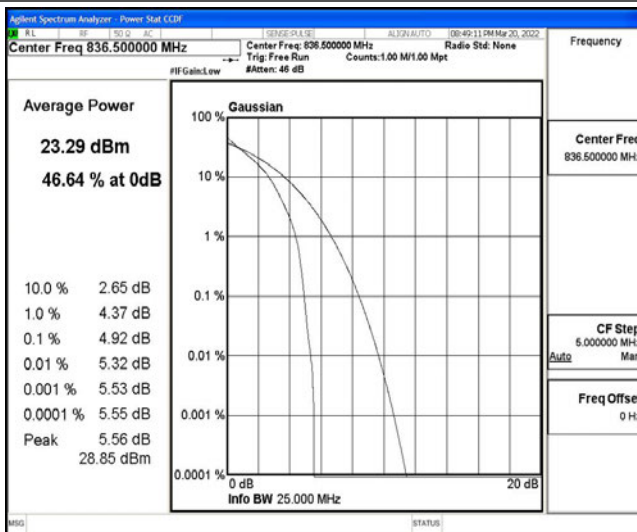 Agilent Spectrum Analyzer - Power Stat CCDF
RL RF 50 Ω AC SENSE:PULSE ALIGN AUTO 08:49:11 PM Mar 20, 2022
Center Freq 836.500000 MHz
Center Freq: 836.500000 MHz Radio Std: None
Trig: Free Run Counts:1.00 M/1.00 Mpt
#IFGain:Low #Atten: 46 dB
Frequency
Average Power
23.29 dBm
46.64 % at 0dB
10.0 % 2.65 dB
1.0 % 4.37 dB
0.1 % 4.92 dB
0.01 % 5.32 dB
0.001 % 5.53 dB
0.0001 % 5.55 dB
Peak 5.56 dB
28.85 dBm
Gaussian
100 %
10 %
1 %
0.1 %
0.01 %
0.001 %
0.0001 %
0 dB 20 dB
Info BW 25.000 MHz
Center Freq
836.500000 MHz
CF Step
5.000000 MHz
Auto Man
Freq Offset
0 Hz
MSG STATUS